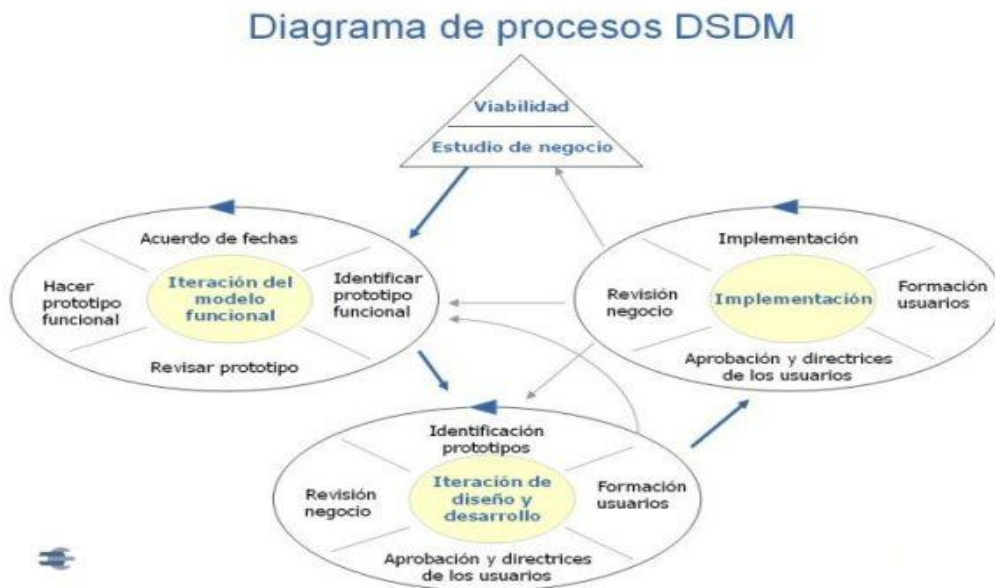 Diagrama de procesos DSDM
Viabilidad
Estudio de negocio
Acuerdo de fechas
Hacer
prototipo
funcional
Iteración del
modelo
funcional
Identificar
prototipo
funcional
Revisar prototipo
Implementación
Revisión
negocio
Implementación
Formación
usuarios
Aprobación y directrices
de los usuarios
Identificación
prototipos
Revisión
negocio
Iteración de
diseño y
desarrollo
Formación
usuarios
Aprobación y directrices
de los usuarios